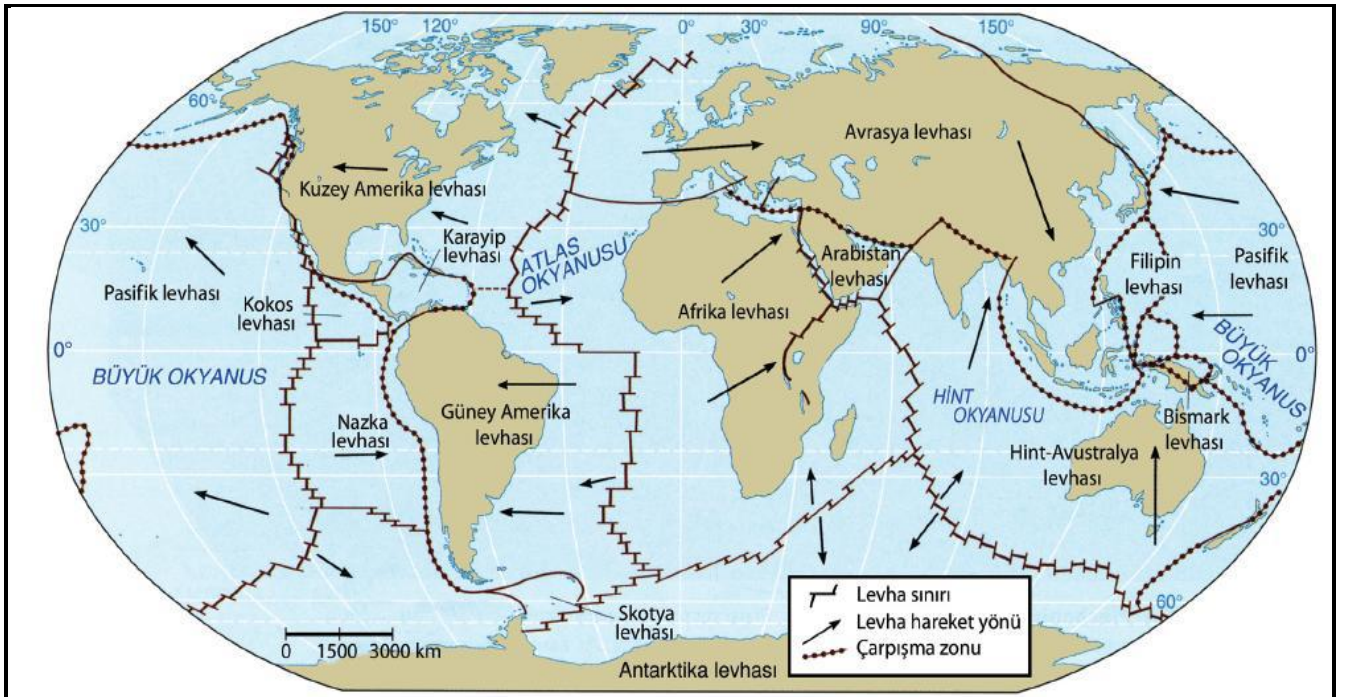 150°
120°
0°
30°
150°
60°
Avrasya levhası
Kuzey Amerika levhası
30°
30°
Karayip
levhası
ATLAS
OKYANUSU
Arabistan
levhası
Filipin
levhası
Pasifik
levhası
Pasifik levhası
Kokos
levhası
Afrika levhası
0°
BÜYÜK OKYANUS
BÜYÜK
OKYANUS
0°
Güney Amerika
levhası
HİNT
OKYANUSU
Nazka
levhası
Bismark
levhası
Hint-Avustralya
levhası
30°
Skotya
levhası
60°
0 1500 3000 km
Antarktika levhası
Levha sınırı
Levha hareket yönü
Çarpışma zonu